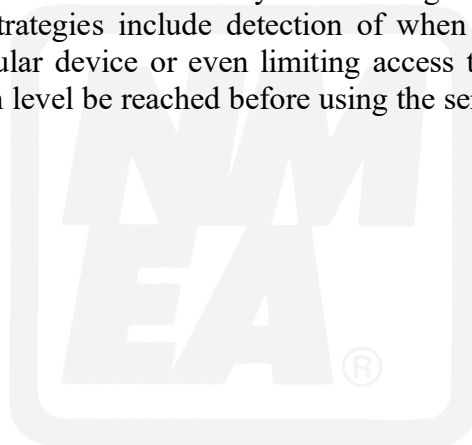 trategies include detection of when
ular device or even limiting access t
level be reached before using the se
NM
EA
®